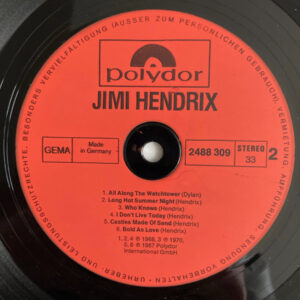 polydor
JIMI HENDRIX
GEMA
Made
in Germany
2488 309
STEREO
33
2
1. All Along The Watchtower (Dylan)
2. Long Hot Summer Night (Hendrix)
3. Who Knows (Hendrix)
4. I Don't Live Today (Hendrix)
5. Castles Made Of Sand (Hendrix)
6. Bold As Love (Hendrix)
1, 2, 4 ℗ 1968, 3 ℗ 1970,
5, 6 ℗ 1967 Polydor
International GmbH
(AUSSER ZUM PERSÖNLICHEN GEBRAUCH), VERMIETUNG, AUFFÜHRUNG, SENDUNG VORBEHALTEN · URHEBER- UND LEISTUNGSSCHUTZRECHTE, BESONDERS VERVIELFÄLTIGUNG